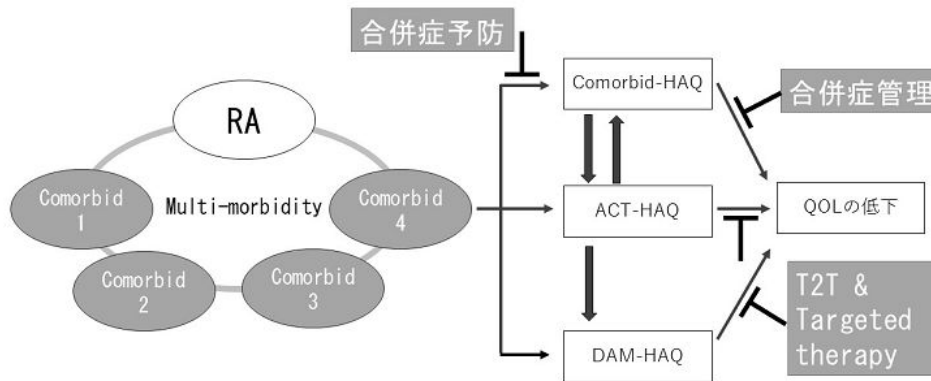 合併症予防
Comorbid-HAQ
合併症管理
RA
Comorbid
1
Multi-morbidity
Comorbid
4
ACT-HAQ
QOLの低下
Comorbid
2
Comorbid
3
T2T &
Targeted
therapy
DAM-HAQ